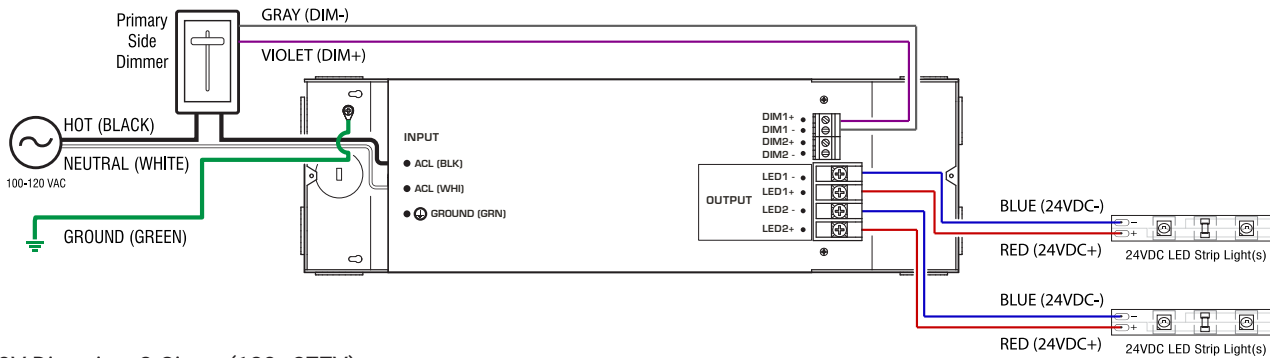 Primary
Side
Dimmer
GRAY (DIM-)
VIOLET (DIM+)
HOT (BLACK)
NEUTRAL (WHITE)
100-120 VAC
GROUND (GREEN)
INPUT
ACL (BLK)
ACL (WHI)
GROUND (GRN)
DIM1+
DIM1 -
DIM2+
DIM2 -
OUTPUT
LED1 -
LED1+
LED2 -
LED2+
BLUE (24VDC-)
RED (24VDC+)
- 
+
24VDC LED Strip Light(s)
BLUE (24VDC-)
RED (24VDC+)
-
+
24VDC LED Strip Light(s)